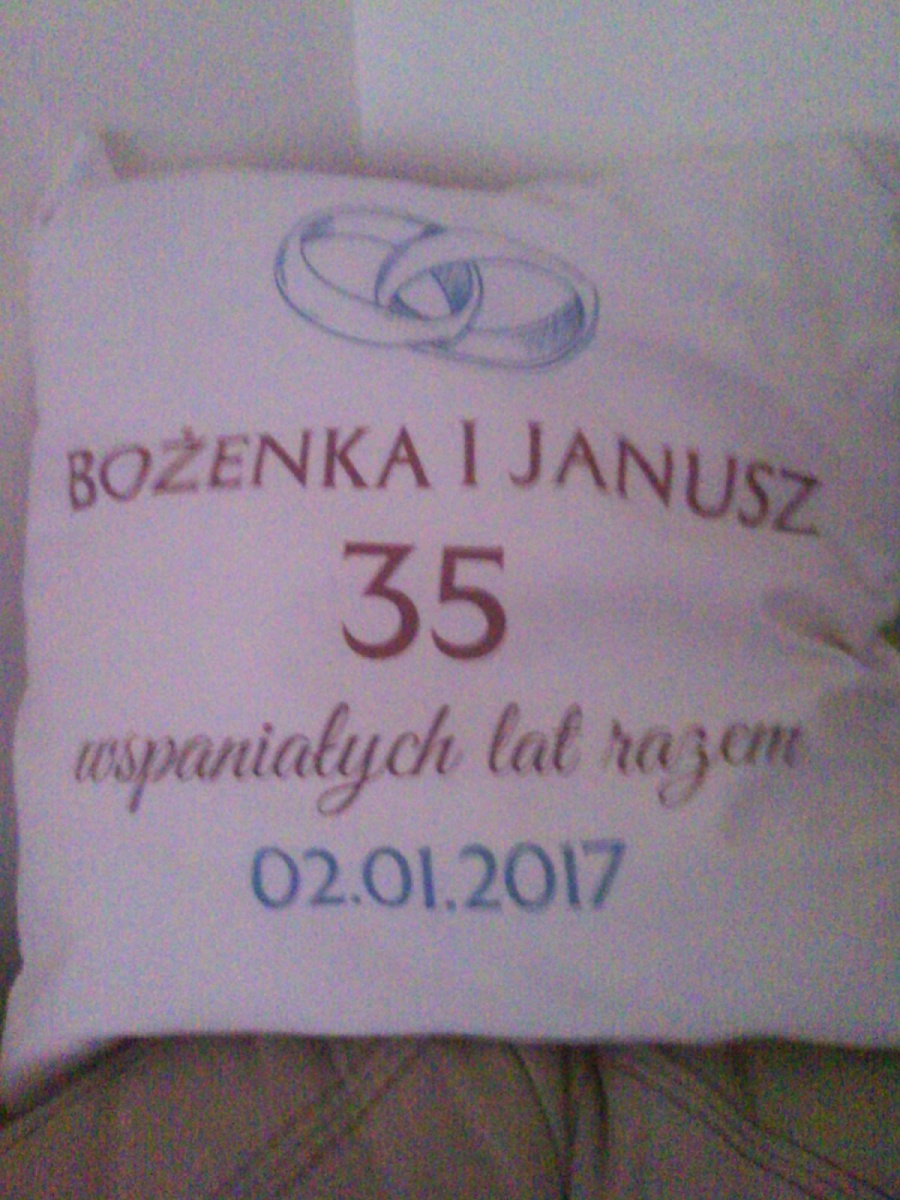 BOŻENKA I JANUSZ
35
wspaniałych lat razem
02.01.2017